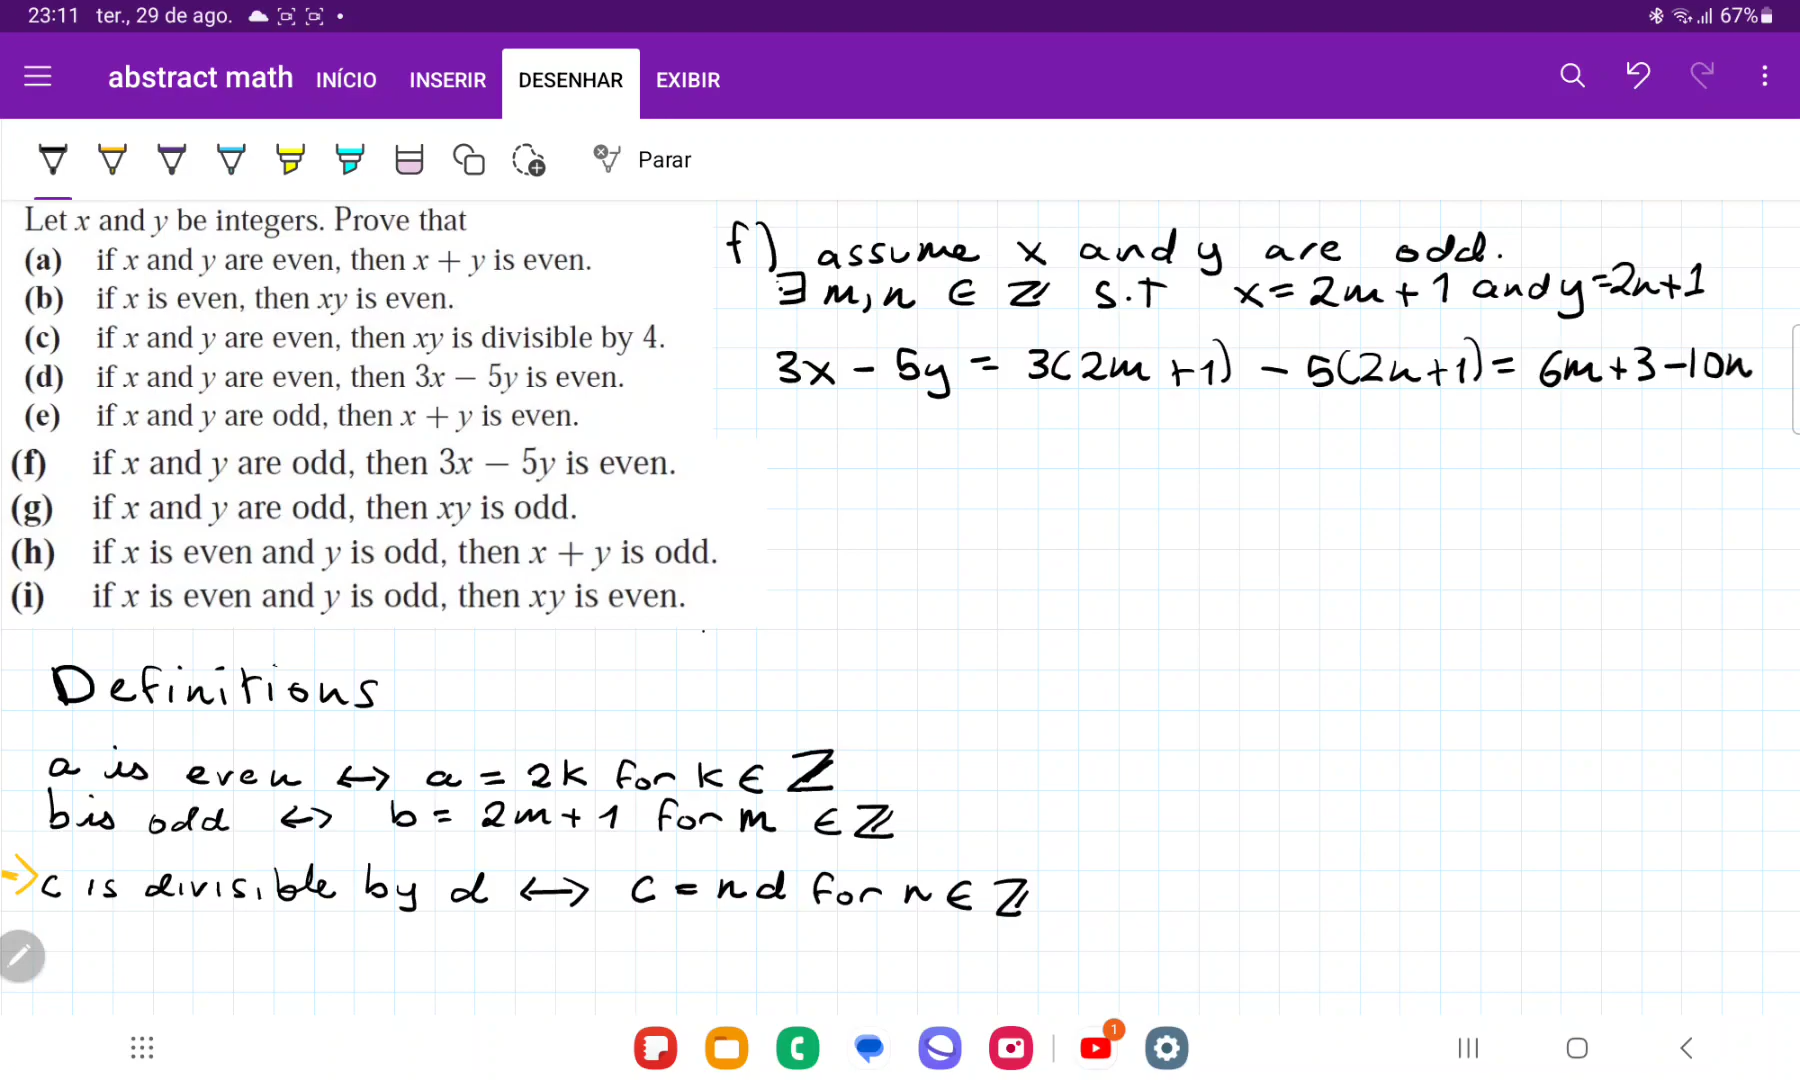 23:11 ter., 29 de ago.
67%
abstract math INÍCIO INSERIR DESENHAR EXIBIR
Parar
Let x and y be integers. Prove that
(a) if x and y are even, then x + y is even.
(b) if x is even, then xy is even.
(c) if x and y are even, then xy is divisible by 4.
(d) if x and y are even, then 3x − 5y is even.
(e) if x and y are odd, then x + y is even.
(f) if x and y are odd, then 3x − 5y is even.
(g) if x and y are odd, then xy is odd.
(h) if x is even and y is odd, then x + y is odd.
(i) if x is even and y is odd, then xy is even.
f) assume x and y are odd.
∃ m, n ∈ ℤ s.t x = 2m + 1 and y = 2n + 1
3x − 5y = 3(2m + 1) − 5(2n + 1) = 6m + 3 − 10n
Definitions
a is even ↔ a = 2k for k ∈ ℤ
b is odd ↔ b = 2m + 1 for m ∈ ℤ
→ c is divisible by d ↔ c = nd for n ∈ ℤ
1